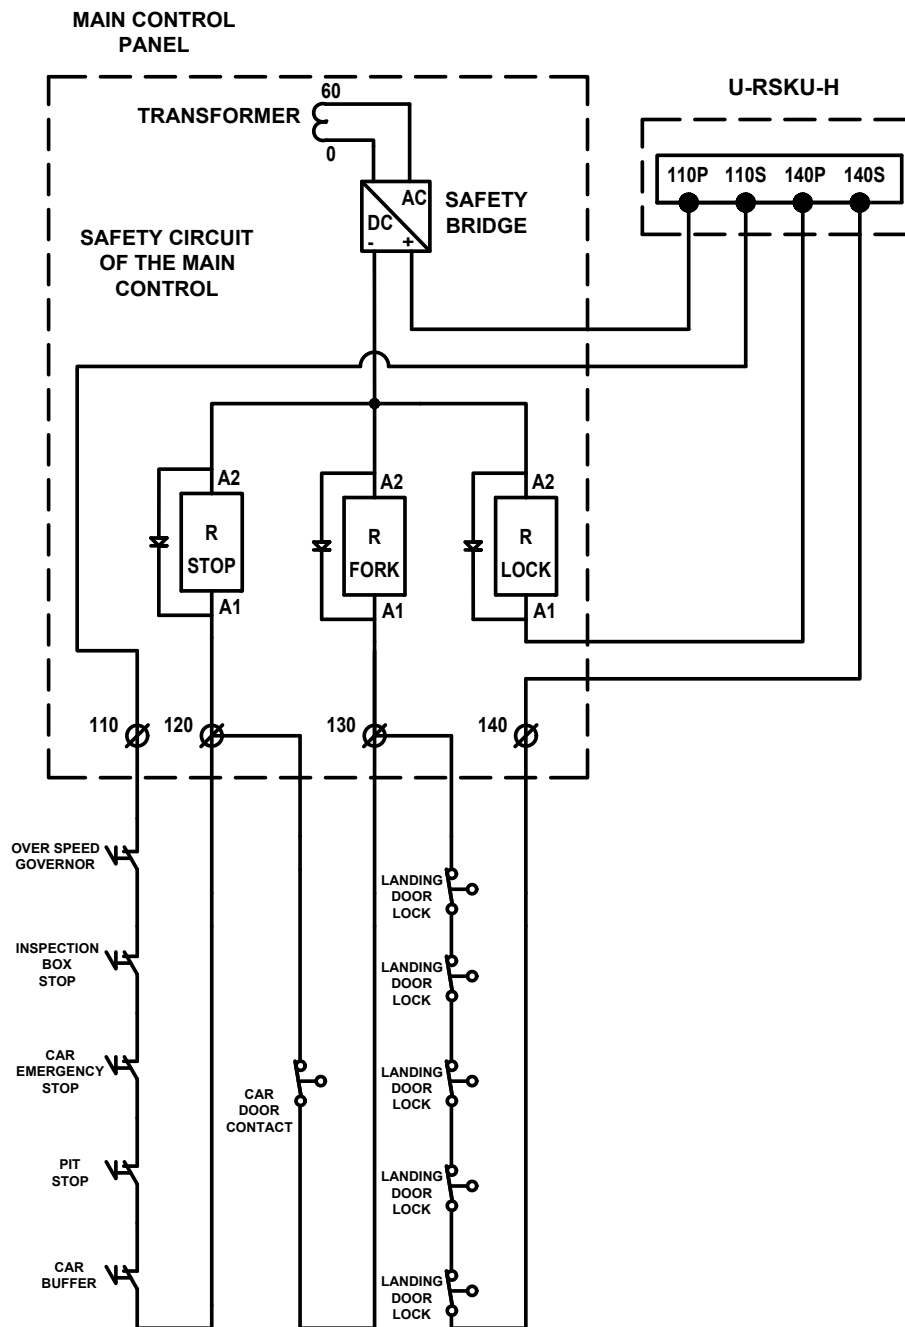 MAIN CONTROL
PANEL
60
TRANSFORMER
0
U-RSKU-H
110P 110S 140P 140S
AC
DC
- +
SAFETY
BRIDGE
SAFETY CIRCUIT
OF THE MAIN
CONTROL
A2
R
STOP
A1
A2
R
FORK
A1
A2
R
LOCK
A1
110 120 130 140
OVER SPEED
GOVERNOR
INSPECTION
BOX
STOP
CAR
EMERGENCY
STOP
PIT
STOP
CAR
BUFFER
CAR
DOOR
CONTACT
LANDING
DOOR
LOCK
LANDING
DOOR
LOCK
LANDING
DOOR
LOCK
LANDING
DOOR
LOCK
LANDING
DOOR
LOCK